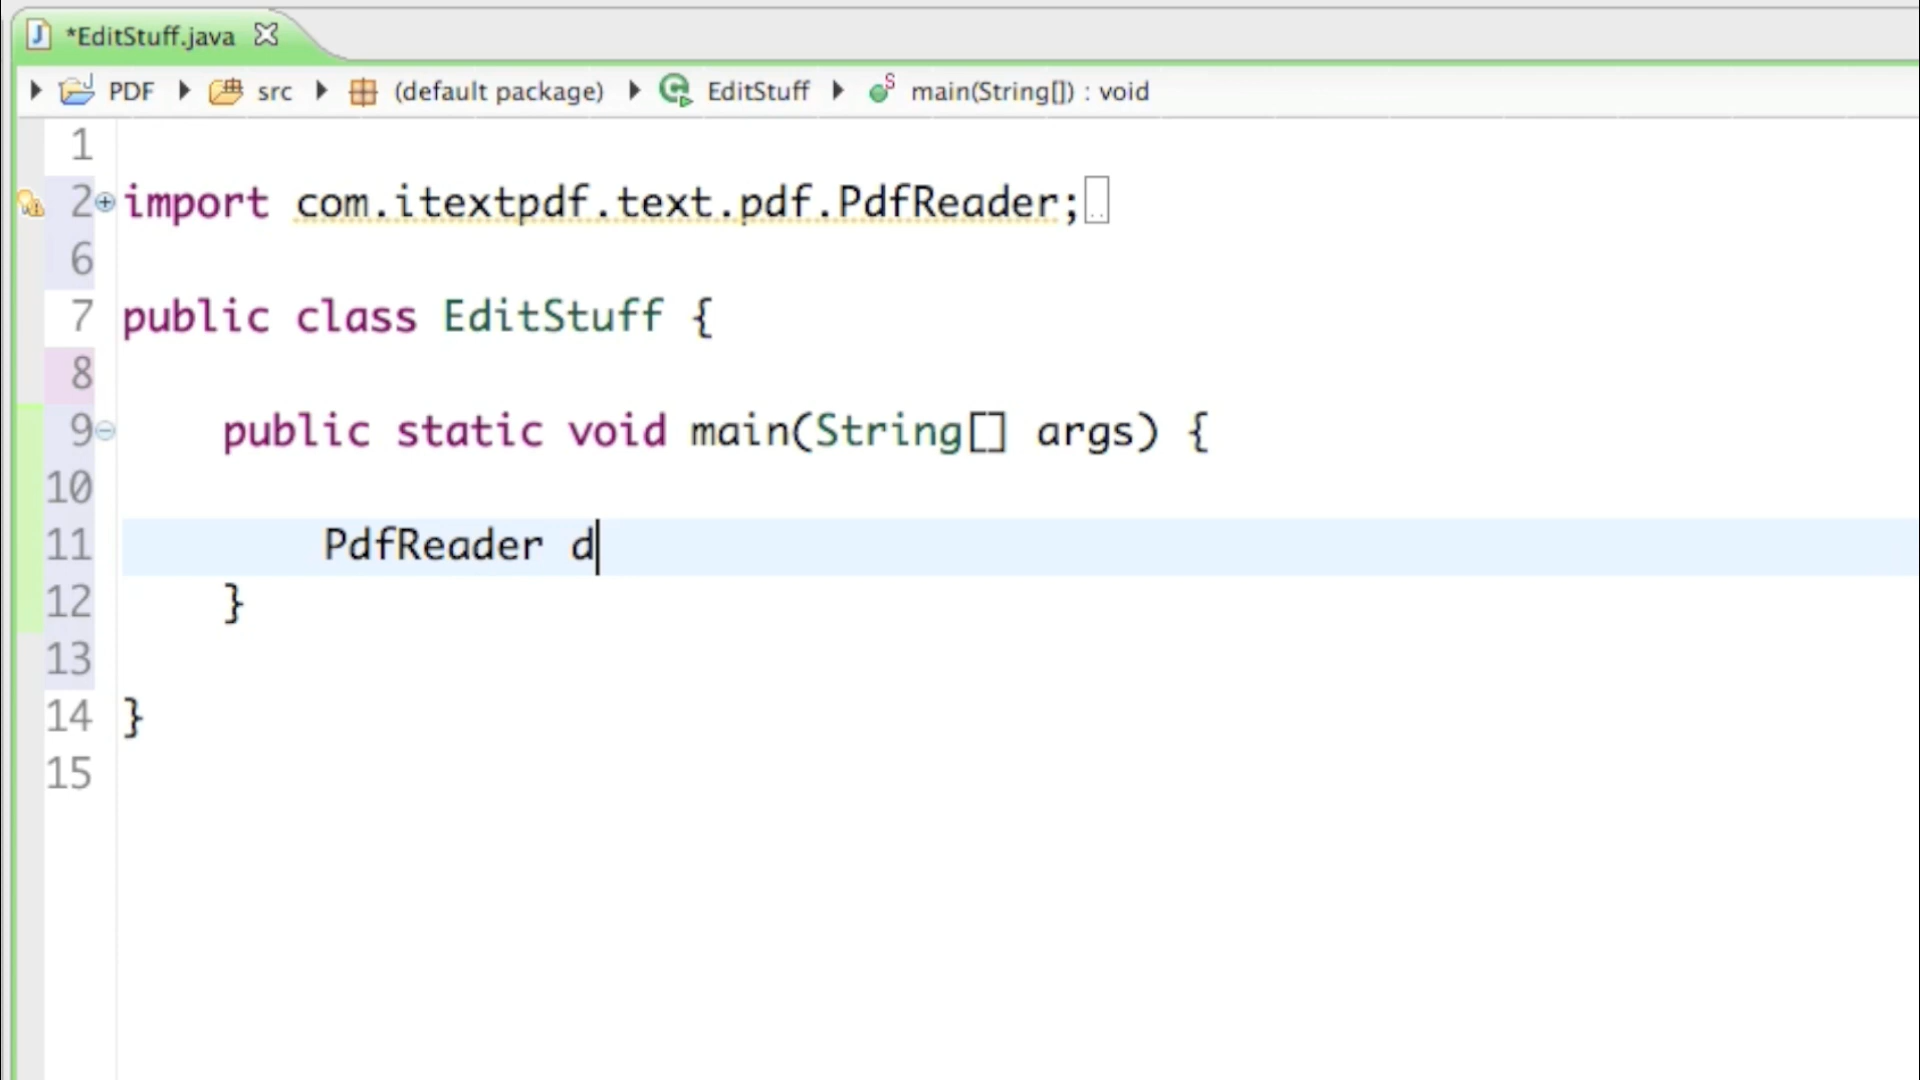 *EditStuff.java
PDF src (default package) EditStuff main(String[]) : void
1
2 import com.itextpdf.text.pdf.PdfReader;
6
7 public class EditStuff {
8
9 public static void main(String[] args) {
10
11 PdfReader d
12 }
13
14 }
15